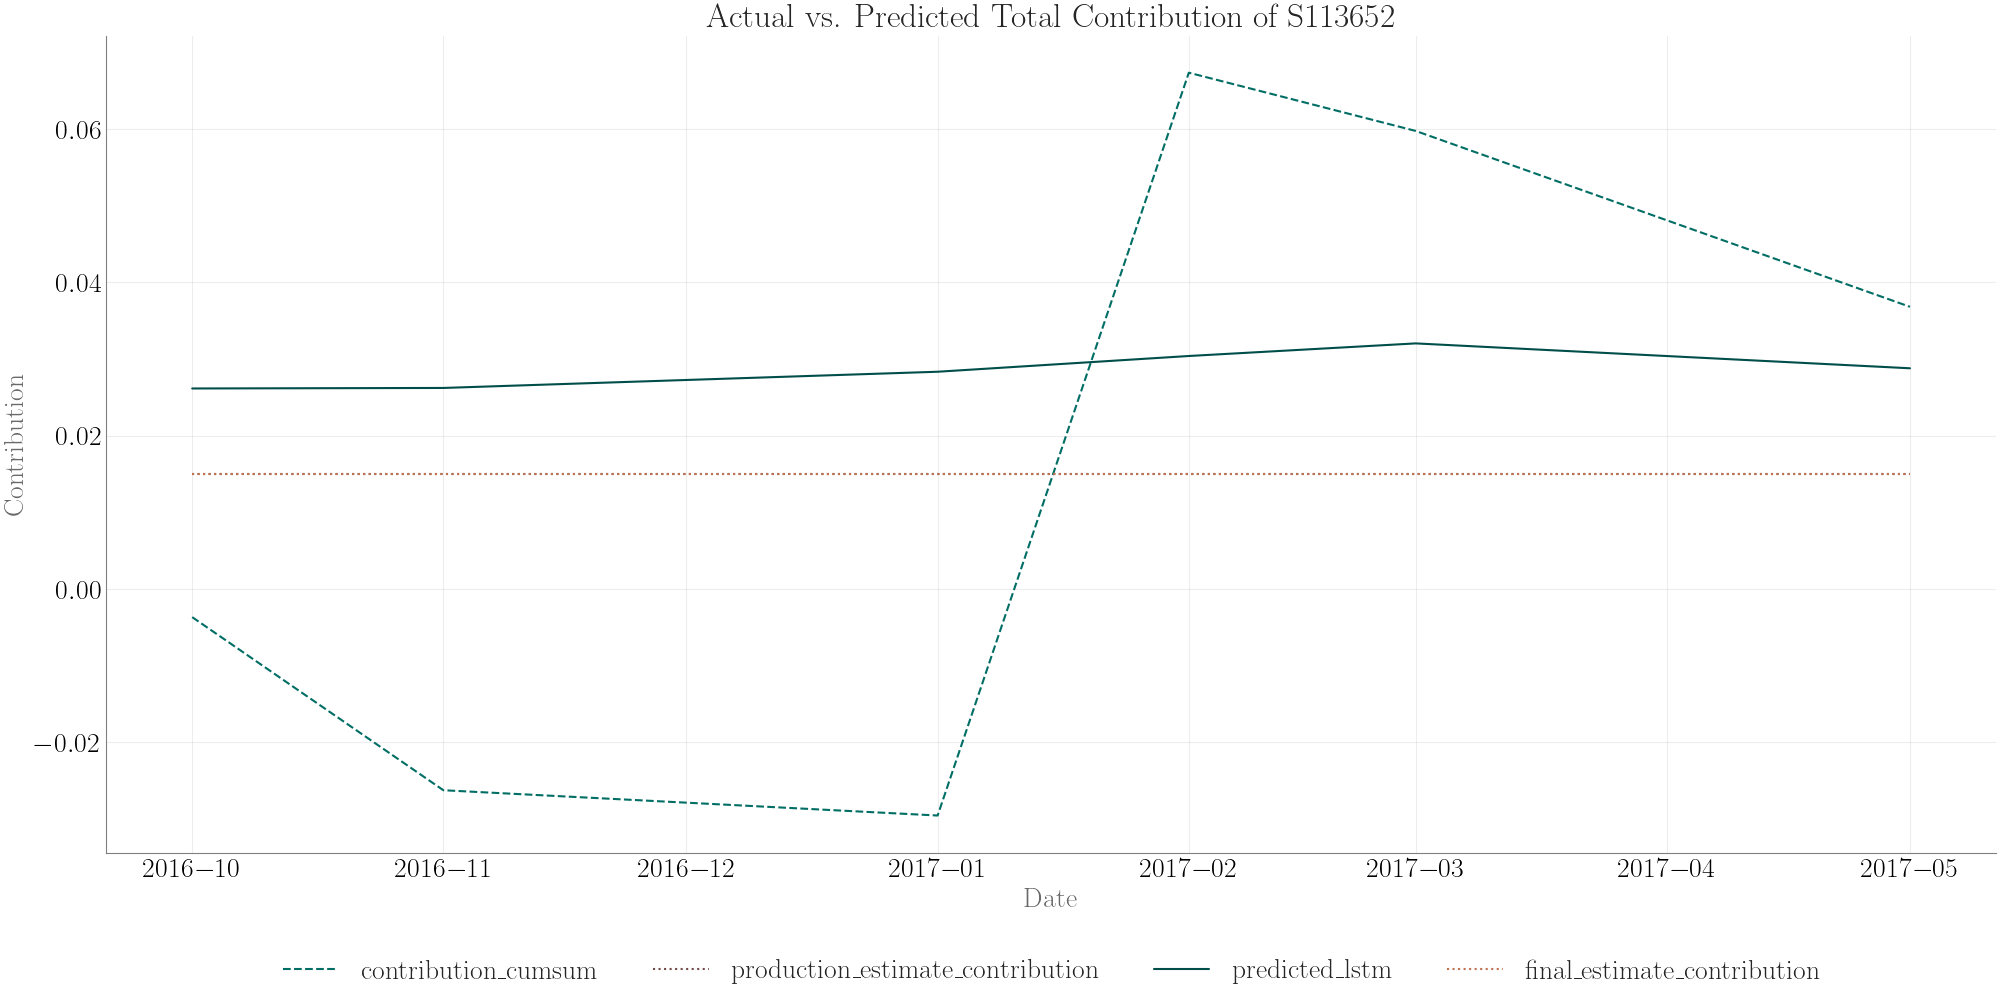 Actual vs. Predicted Total Contribution of S113652
Contribution
0.06
0.04
0.02
0.00
−0.02
2016−10 2016−11 2016−12 2017−01 2017−02 2017−03 2017−04 2017−05
Date
contribution_cumsum production_estimate_contribution predicted_lstm final_estimate_contribution